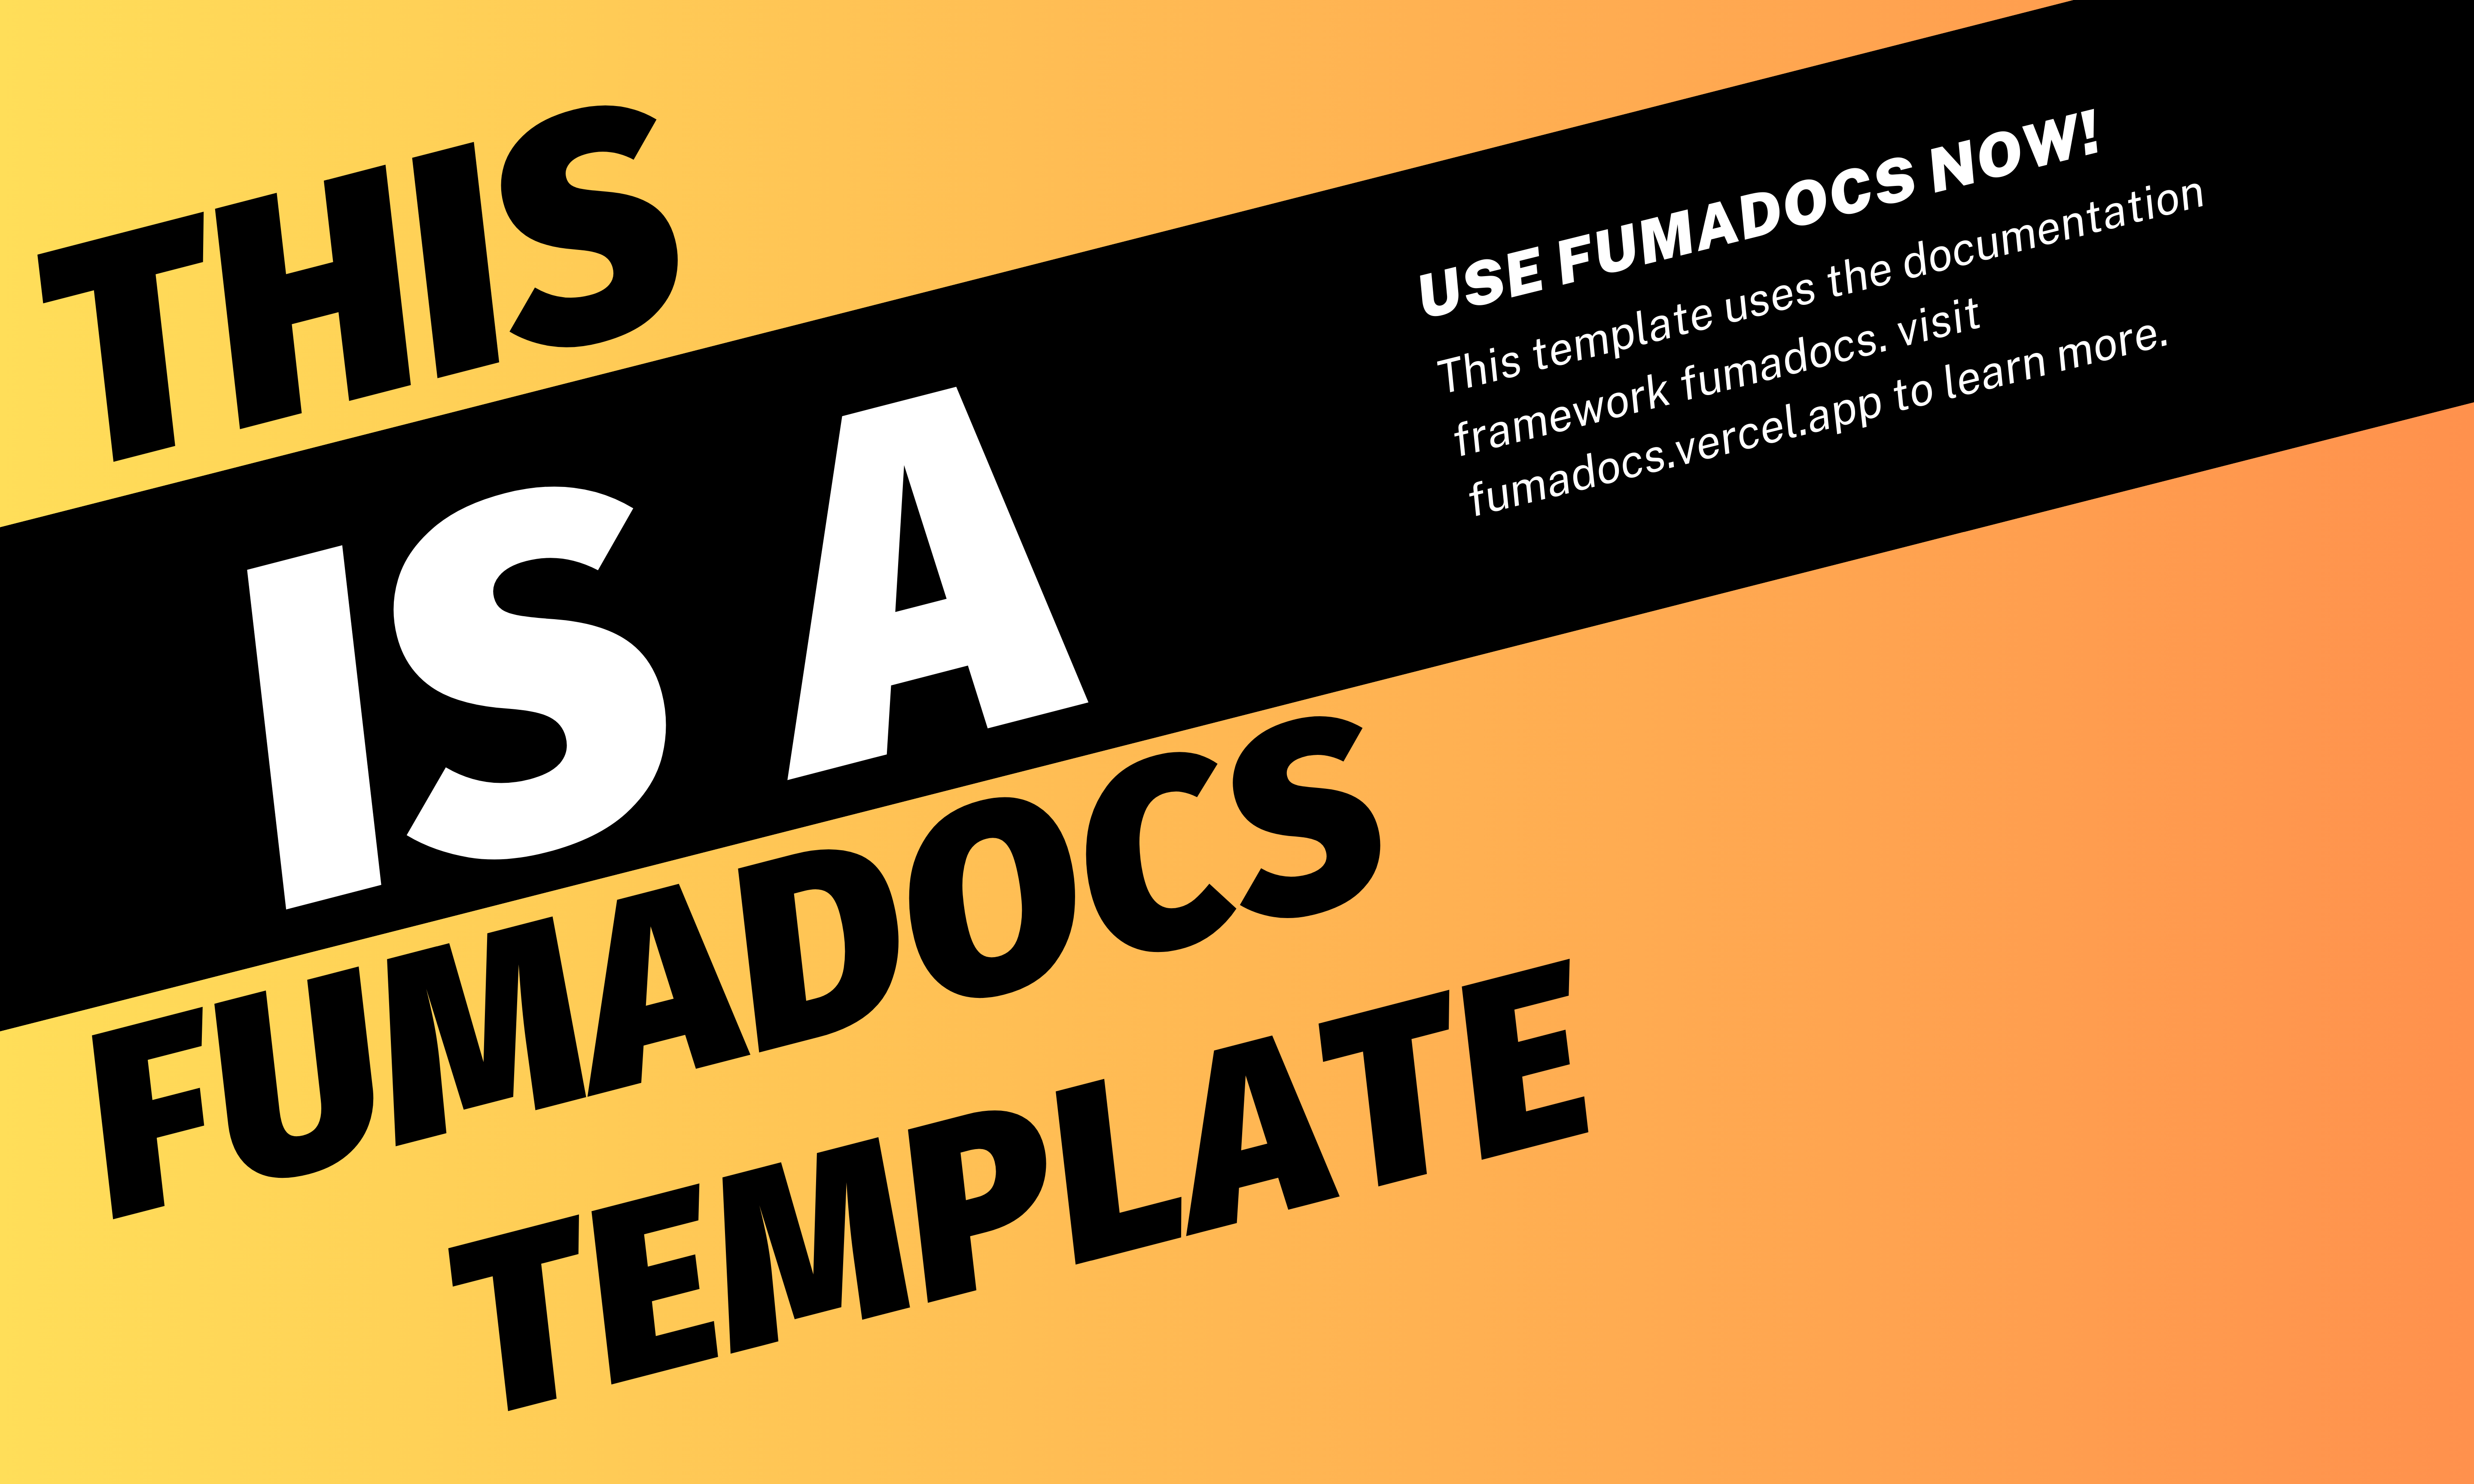 THIS
IS A
FUMADOCS
TEMPLATE
USE FUMADOCS NOW!
This template uses the documentation
framework fumadocs. visit
fumadocs.vercel.app to learn more.